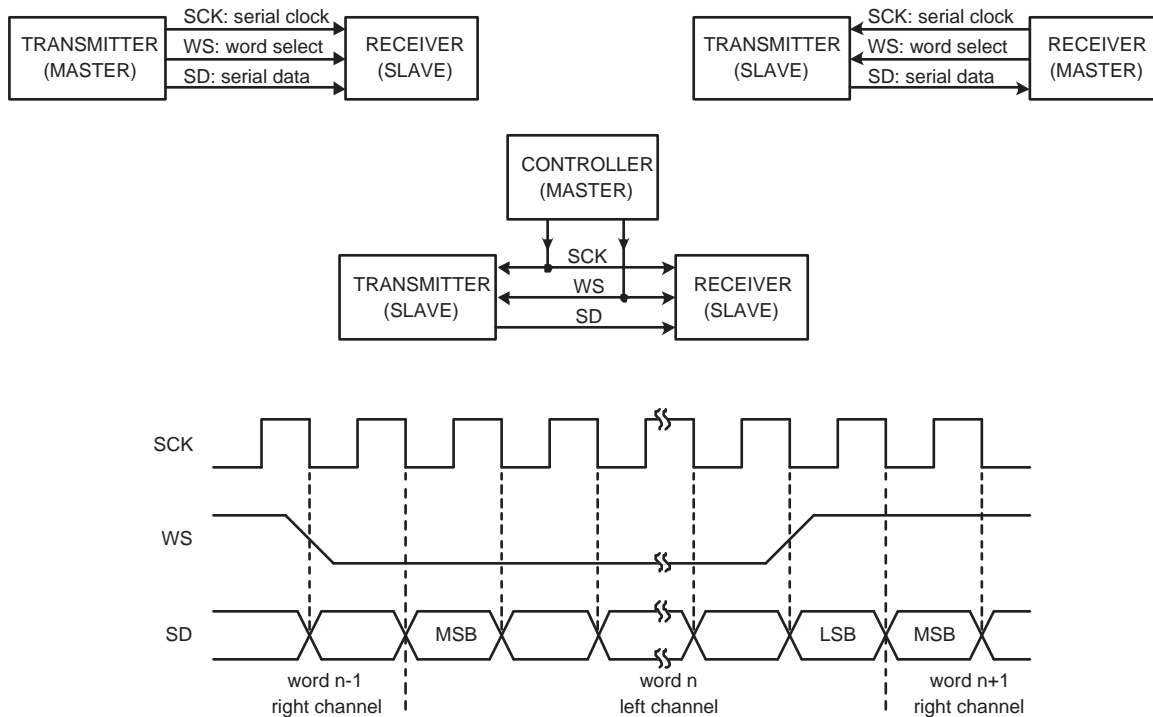 SCK: serial clock
WS: word select
SD: serial data
TRANSMITTER
(MASTER)
RECEIVER
(SLAVE)
SCK: serial clock
WS: word select
SD: serial data
TRANSMITTER
(SLAVE)
RECEIVER
(MASTER)
CONTROLLER
(MASTER)
SCK
WS
SD
TRANSMITTER
(SLAVE)
RECEIVER
(SLAVE)
SCK
WS
SD
MSB
LSB
MSB
word n-1
right channel
word n
left channel
word n+1
right channel